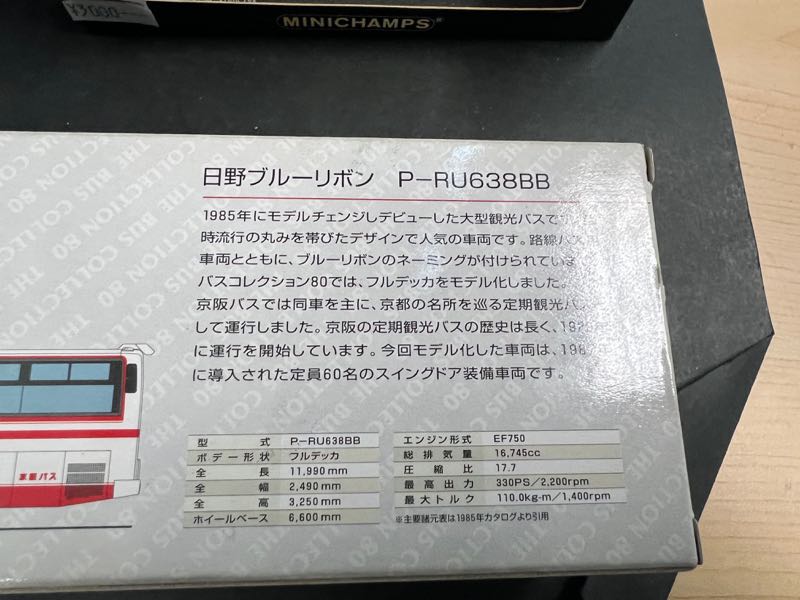 ¥3,000
MINICHAMPS®
日野ブルーリボン P-RU638BB
1985年にモデルチェンジしデビューした大型観光バスで
時流行の丸みを帯びたデザインで人気の車両です。路線バス
車両とともに、ブルーリボンのネーミングが付けられてい
バスコレクション80では、フルデッカをモデル化しました。
京阪バスでは同車を主に、京都の名所を巡る定期観光バ
して運行しました。京阪の定期観光バスの歴史は長く、19
に運行を開始しています。今回モデル化した車両は、198
に導入された定員60名のスイングドア装備車両です。
型式 P-RU638BB
ボデー形状 フルデッカ
全長 11,990mm
全幅 2,490mm
全高 3,250mm
ホイールベース 6,600mm
エンジン形式 EF750
総排気量 16,745cc
圧縮比 17.7
最高出力 330PS/2,200rpm
最大トルク 110.0kg-m/1,400rpm
※主要諸元表は1985年カタログより引用
京阪バス
THE BUS COLLECTION 80